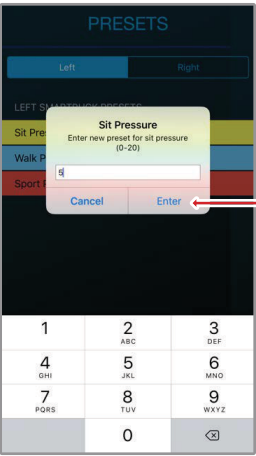 PRESETS
Left Right
LEFT SMARTPUCK PRESETS
Sit Pres
Walk P
Sport P
Sit Pressure
Enter new preset for sit pressure
(0-20)
5
Cancel Enter
1 2 3
ABC DEF
4 5 6
GHI JKL MNO
7 8 9
PQRS TUV WXYZ
0